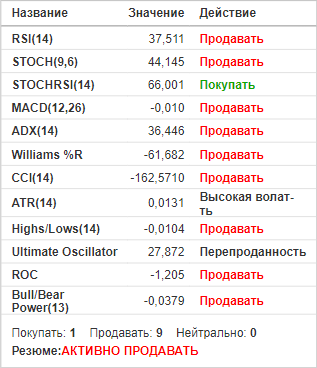 Название Значение Действие
RSI(14) 37,511 Продавать
STOCH(9,6) 44,145 Продавать
STOCHRSI(14) 66,001 Покупать
MACD(12,26) -0,010 Продавать
ADX(14) 36,446 Продавать
Williams %R -61,682 Продавать
CCI(14) -162,5710 Продавать
ATR(14) 0,0131 Высокая волат-
ть
Highs/Lows(14) -0,0104 Продавать
Ultimate Oscillator 27,872 Перепроданность
ROC -1,205 Продавать
Bull/Bear
Power(13) -0,0379 Продавать
Покупать: 1 Продавать: 9 Нейтрально: 0
Резюме:АКТИВНО ПРОДАВАТЬ